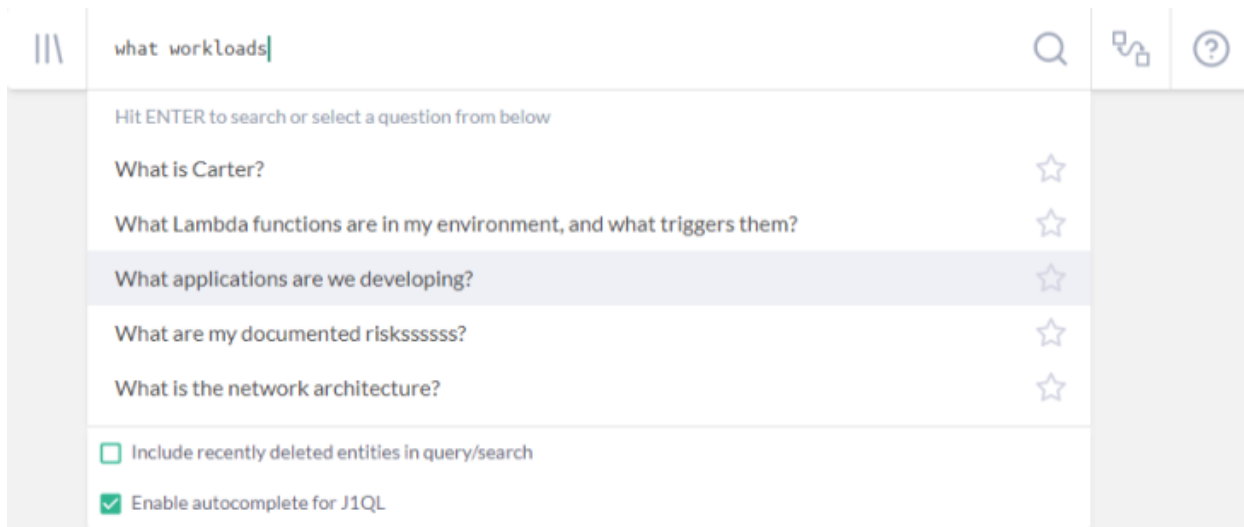 what workloads
Hit ENTER to search or select a question from below
What is Carter?
What Lambda functions are in my environment, and what triggers them?
What applications are we developing?
What are my documented riskssssss?
What is the network architecture?
Include recently deleted entities in query/search
Enable autocomplete for J1QL